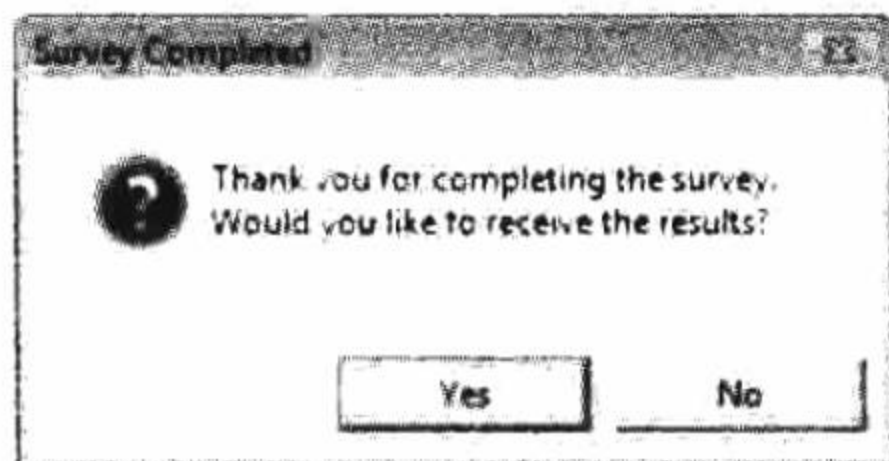 Survey Completed
Thank you for completing the survey.
Would you like to receive the results?
Yes
No